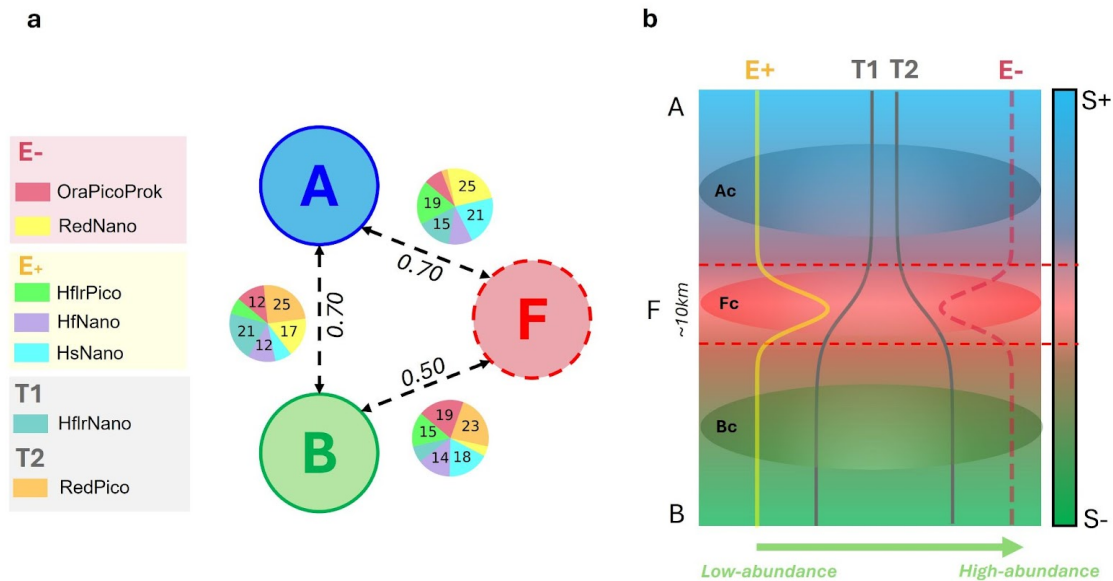 a
E-
OraPicoProk
RedNano
E+
HflrPico
HfNano
HsNano
T1
HflrNano
T2
RedPico
A
25
19
21
15
0.70
0.70
F
12
25
21
17
12
0.50
B
19
23
15
14
18
b
E+
T1
T2
E-
A
S+
Ac
F
~10km
Fc
Bc
B
S-
Low-abundance
High-abundance